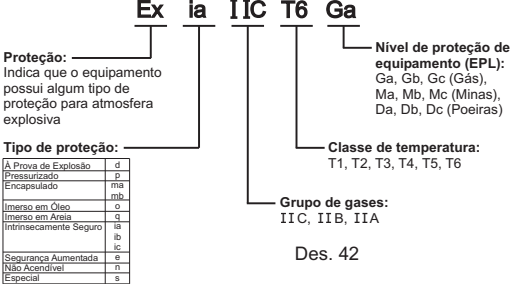 Ex ia IIC T6 Ga
Proteção:
Indica que o equipamento
possui algum tipo de
proteção para atmosfera
explosiva
Nível de proteção de
equipamento (EPL):
Ga, Gb, Gc (Gás),
Ma, Mb, Mc (Minas),
Da, Db, Dc (Poeiras)
Tipo de proteção:
À Prova de Explosão d
Pressurizado p
Encapsulado ma
mb
Imerso em Óleo o
Imerso em Areia q
Intrinsecamente Seguro ia
ib
ic
Segurança Aumentada e
Não Acendível n
Especial s
Classe de temperatura:
T1, T2, T3, T4, T5, T6
Grupo de gases:
IIC, IIB, IIA
Des. 42